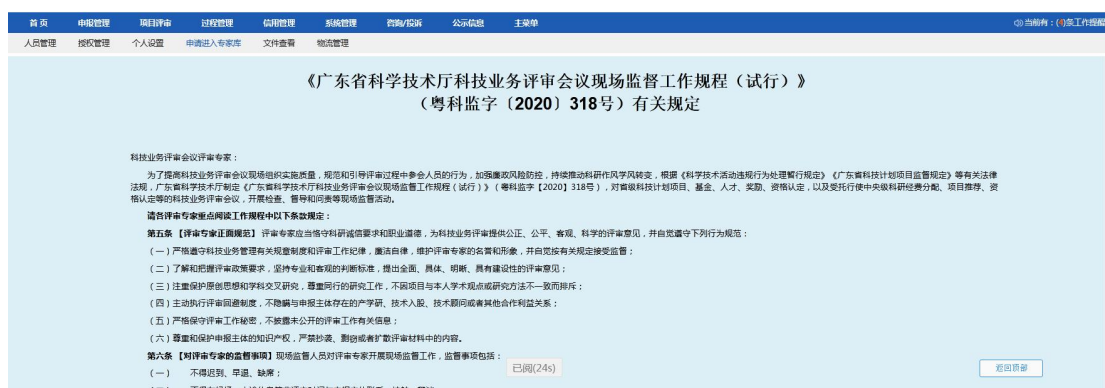 首页 申报管理 项目评审 过程管理 信用管理 系统管理 咨询/投诉 公示信息 主菜单 当前有：(4)条工作提醒
人员管理 授权管理 个人设置 申请进入专家库 文件查看 物流管理
《广东省科学技术厅科技业务评审会议现场监督工作规程（试行）》
（粤科监字〔2020〕318号）有关规定
科技业务评审会议评审专家：
为了提高科技业务评审会议现场组织实施质量，规范和引导评审过程中参会人员的行为，加强廉政风险防控，持续推动科研作风学风转变，根据《科学技术活动违规行为处理暂行规定》《广东省科技计划项目监督规定》等有关法律
法规，广东省科学技术厅制定《广东省科学技术厅科技业务评审会议现场监督工作规程（试行）》（粤科监字【2020】318号），对省级科技计划项目、基金、人才、奖励、资格认定，以及受托行使中央级科研经费分配、项目推荐、资
格认定等的科技业务评审会议，开展检查、督导和问责等现场监督活动。
请各评审专家重点阅读工作规程中以下条款规定：
第五条 【评审专家正面规范】 评审专家应当恪守科研诚信要求和职业道德，为科技业务评审提供公正、公平、客观、科学的评审意见，并自觉遵守下列行为规范：
（一）严格遵守科技业务管理有关规章制度和评审工作纪律，廉洁自律，维护评审专家的名誉和形象，并自觉按有关规定接受监督；
（二）了解和把握评审政策要求，坚持专业和客观的判断标准，提出全面、具体、明晰、具有建设性的评审意见；
（三）注重保护原创思想和学科交叉研究，尊重同行的研究工作，不因项目与本人学术观点或研究方法不一致而排斥；
（四）主动执行评审回避制度，不隐瞒与申报主体存在的产学研、技术入股、技术顾问或者其他合作利益关系；
（五）严格保守评审工作秘密，不披露未公开的评审工作有关信息；
（六）尊重和保护申报主体的知识产权，严禁抄袭、剽窃或者扩散评审材料中的内容。
第六条 【对评审专家的监督事项】现场监督人员对评审专家开展现场监督工作，监督事项包括：
（一） 不得迟到、早退、缺席；
已阅(24s)
返回顶部